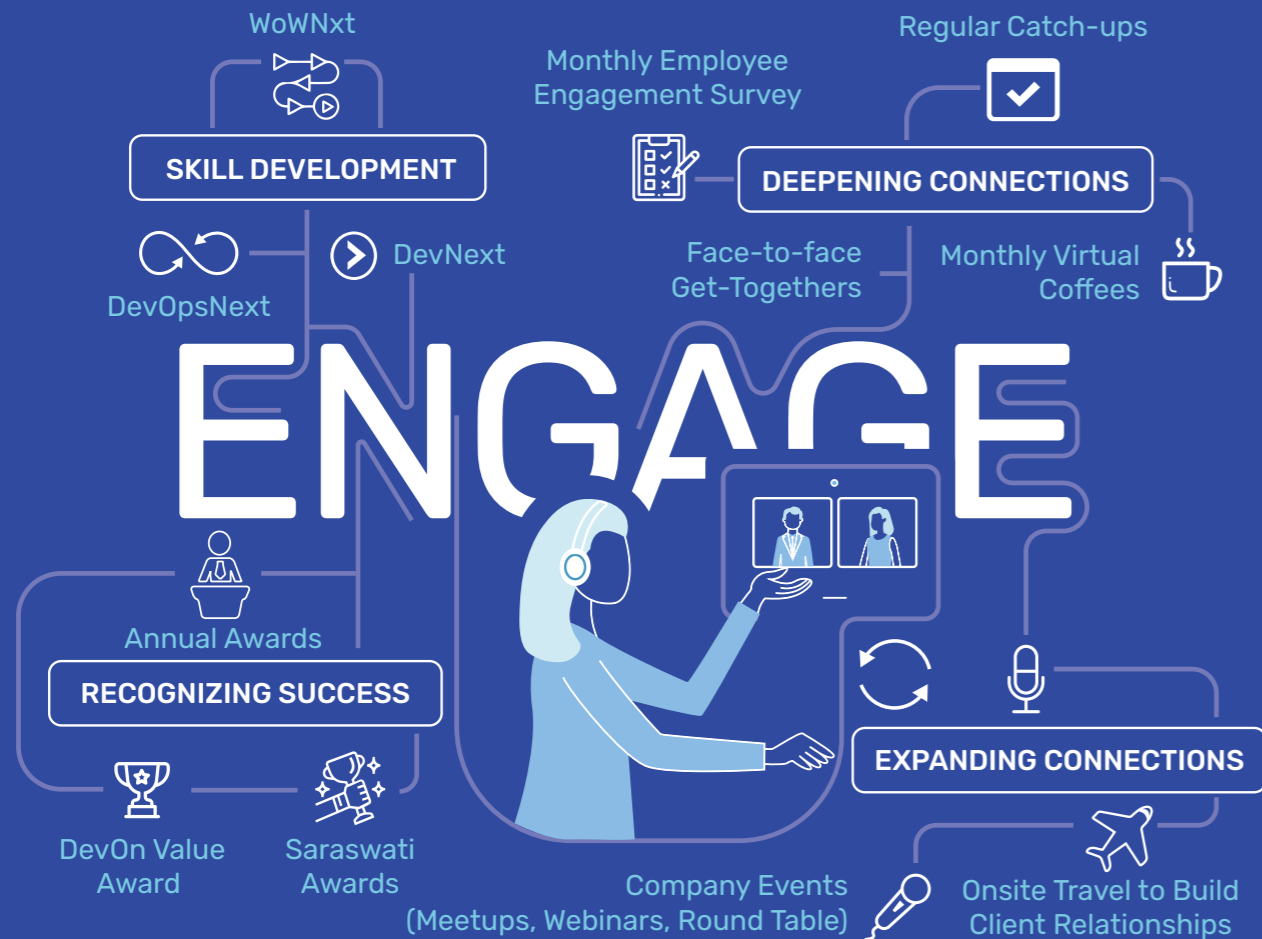 WoWNxt
SKILL DEVELOPMENT
DevOpsNext
DevNext
Regular Catch-ups
Monthly Employee
Engagement Survey
DEEPENING CONNECTIONS
Face-to-face
Get-Togethers
Monthly Virtual
Coffees
ENGAGE
Annual Awards
RECOGNIZING SUCCESS
DevOn Value
Award
Saraswati
Awards
EXPANDING CONNECTIONS
Company Events
(Meetups, Webinars, Round Table)
Onsite Travel to Build
Client Relationships